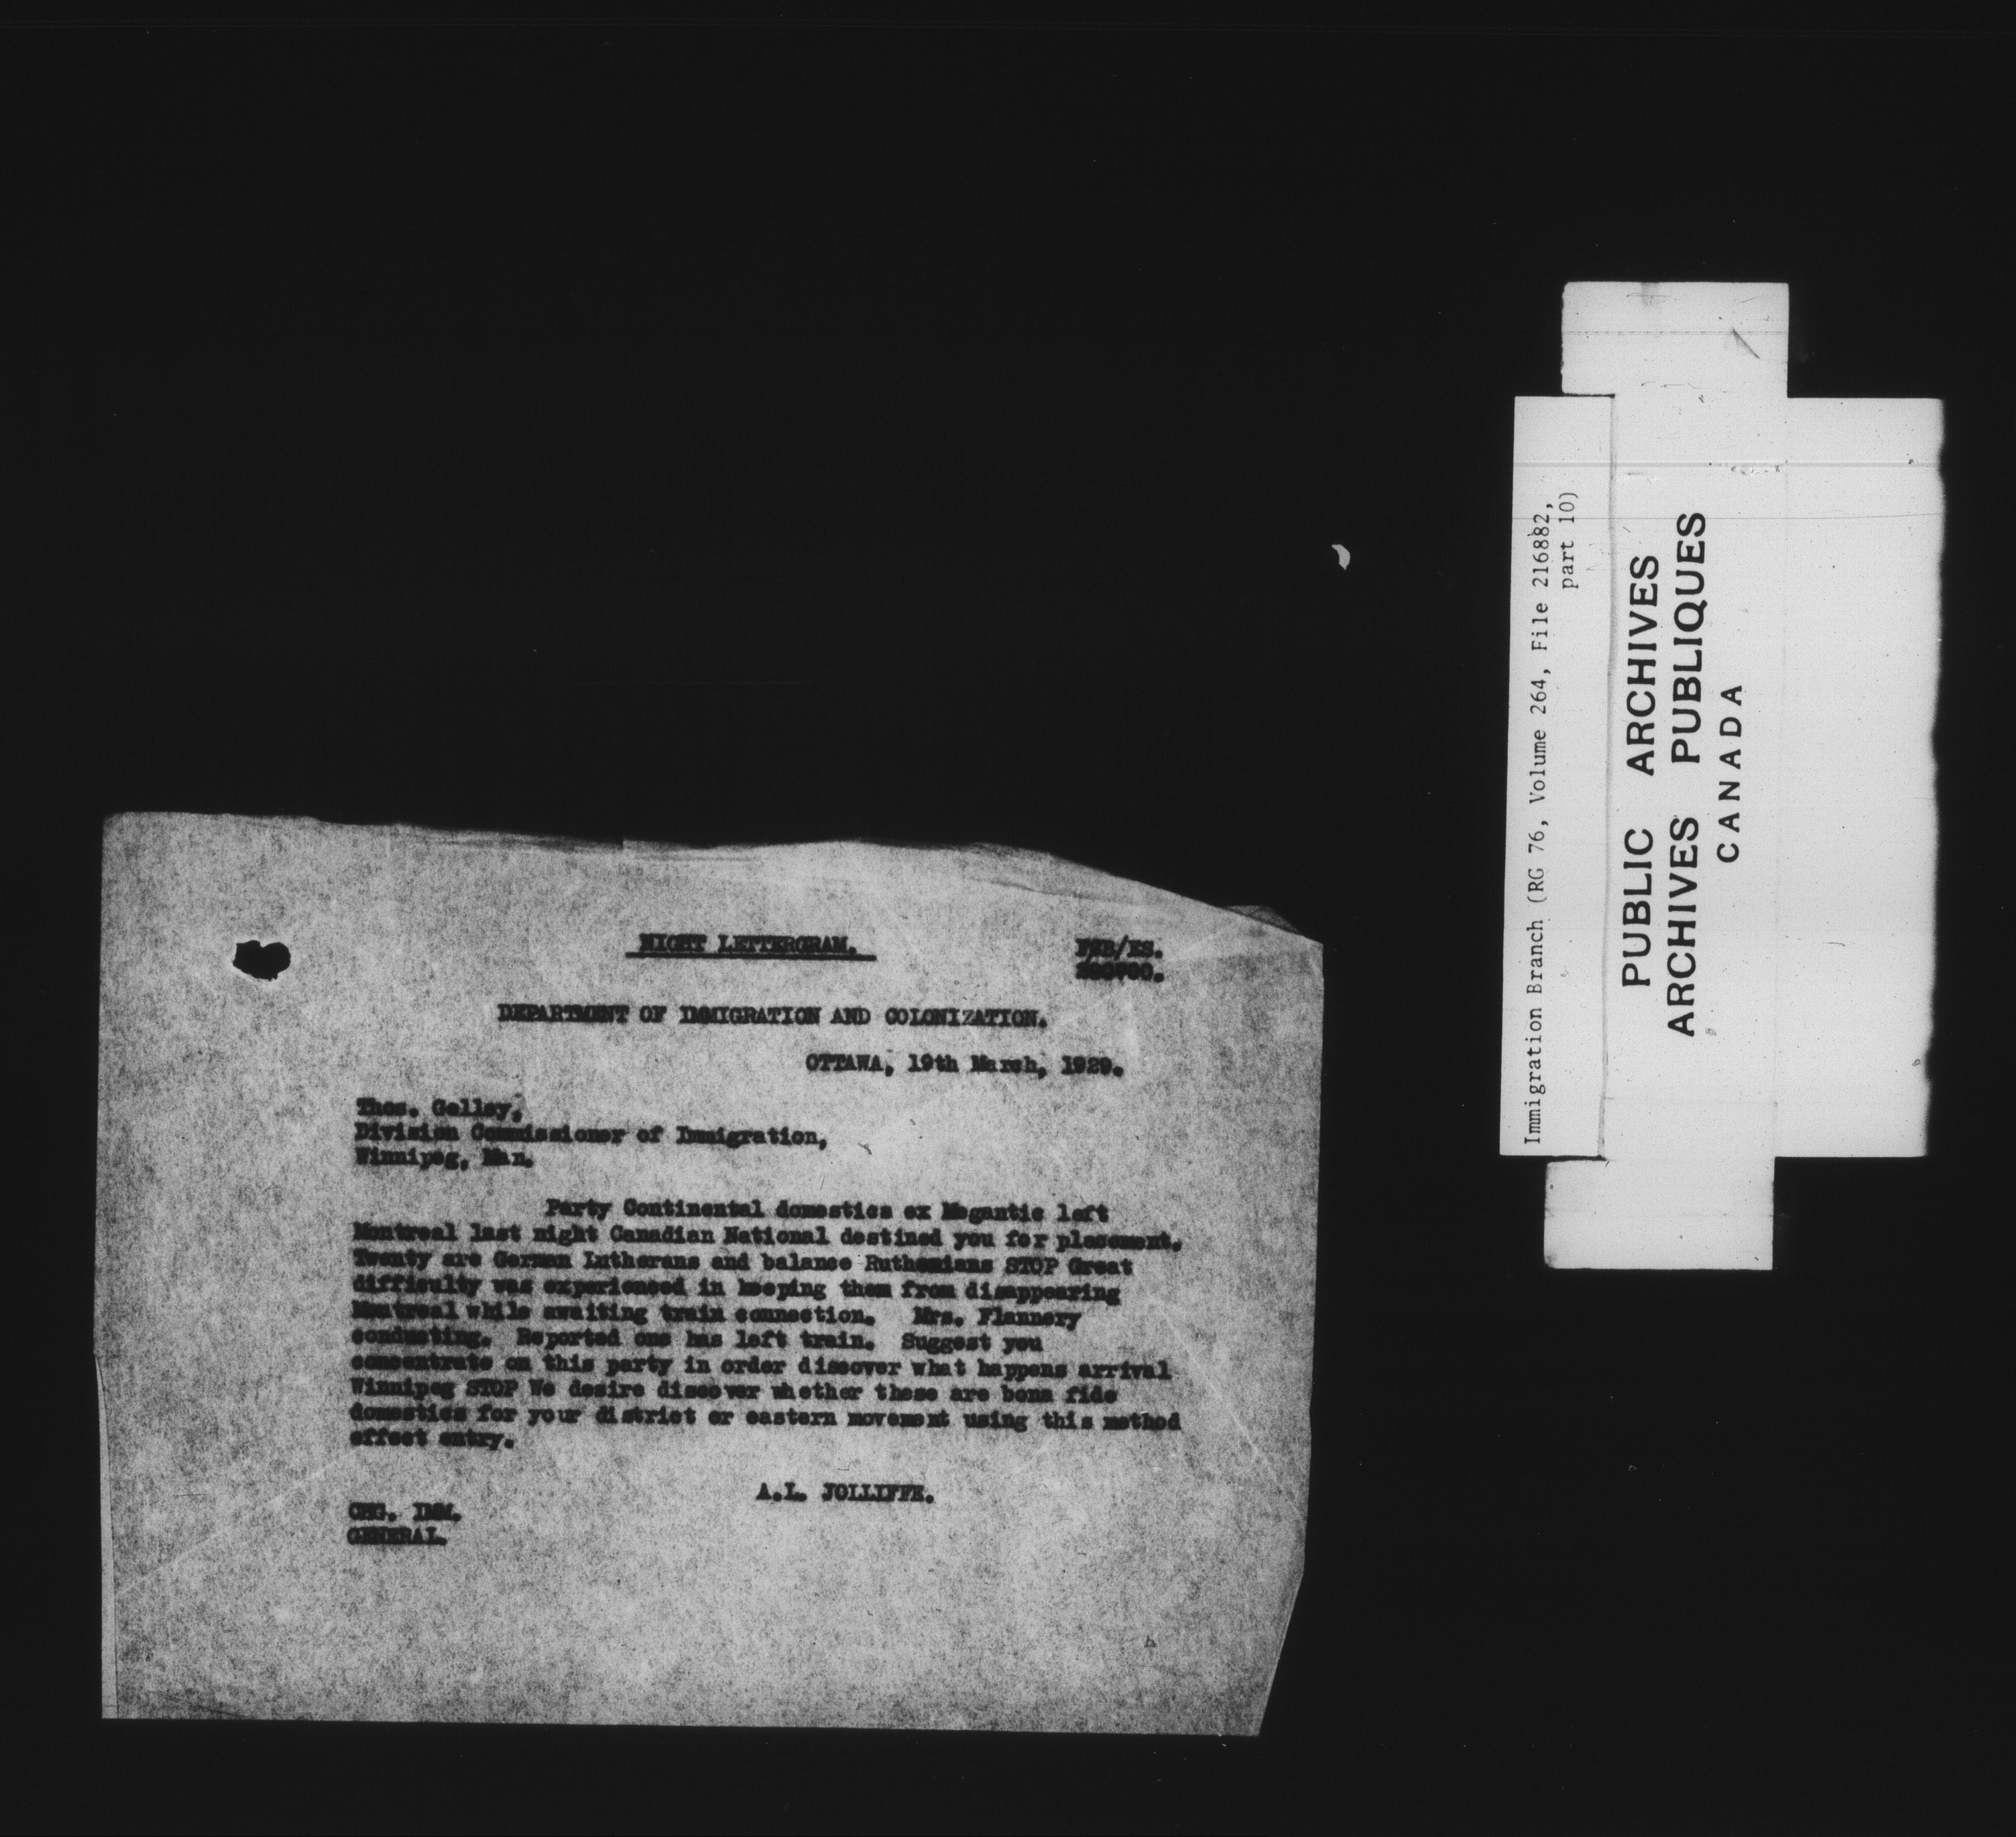 NIGHT LETTERGRAM.
/ES.
DEPARTMENT OF IMMIGRATION AND COLONIZATION.
OTTAWA, 19th March, 1929.
Thos. Gelley,
Division Commissioner of Immigration,
Winnipeg, Man.
Party Continental domestics ex Megantic left
Montreal last night Canadian National destined you for placement.
Twenty are German Lutherans and balance Ruthenians STOP Great
difficulty was experienced in keeping them from disappearing
Montreal while awaiting train connection. Mrs. Flannery
conducting. Reported one has left train. Suggest you
concentrate on this party in order discover what happens arrival
Winnipeg STOP We desire discover whether these are bona fide
domestics for your district or eastern movement using this method
effect entry.
A.L. JOLLIFFE.
CHG. IMM.
GENERAL.
Immigration Branch (RG 76, Volume 264, File 216882,
part 10)
PUBLIC ARCHIVES
ARCHIVES PUBLIQUES
CANADA